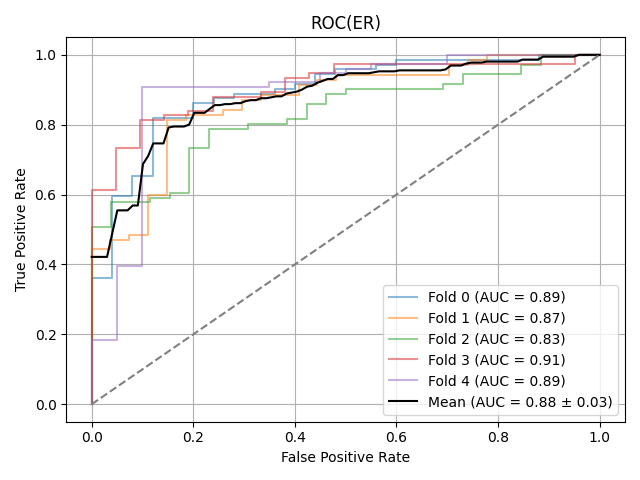 ROC(ER)
True Positive Rate
1.0
0.8
0.6
0.4
0.2
0.0
Fold 0 (AUC = 0.89)
Fold 1 (AUC = 0.87)
Fold 2 (AUC = 0.83)
Fold 3 (AUC = 0.91)
Fold 4 (AUC = 0.89)
Mean (AUC = 0.88 ± 0.03)
0.0 0.2 0.4 0.6 0.8 1.0
False Positive Rate